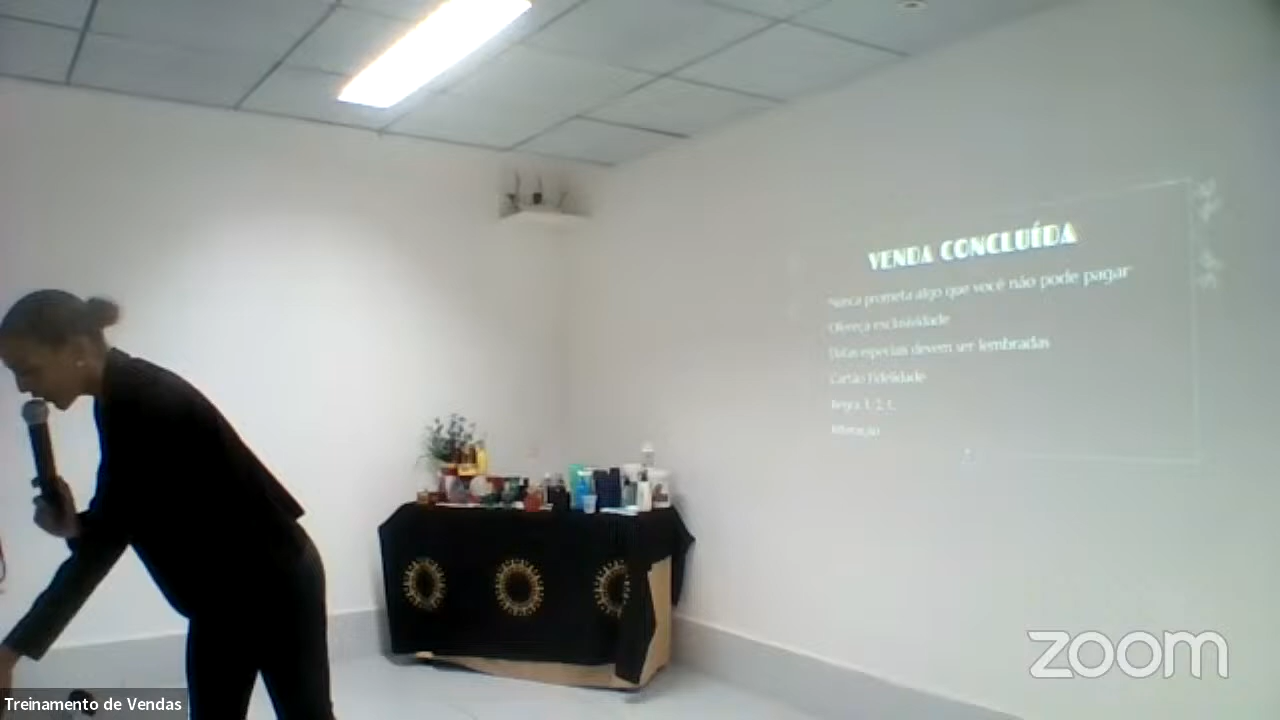 VENDA CONCLUÍDA
Nunca prometa algo que você não pode pagar
Ofereça exclusividade
Datas especiais devem ser lembradas
Cartão Fidelidade
Regra
zoom
Treinamento de Vendas